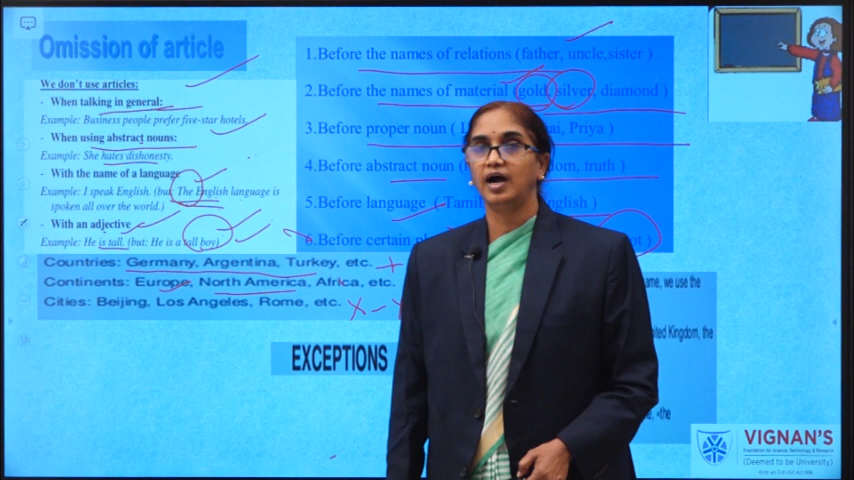 Omission of article
We don't use articles:
- When talking in general:
Example: Business people prefer five-star hotels.
- When using abstract nouns:
Example: She hates dishonesty.
- With the name of a language
Example: I speak English. (but: The English language is
spoken all over the world.)
- With an adjective
Example: He is tall. (but: He is a tall boy)
Countries: Germany, Argentina, Turkey, etc.
Continents: Europe, North America, Africa, etc.
Cities: Beijing, Los Angeles, Rome, etc.
X - Y
EXCEPTIONS
1.Before the names of relations (father, uncle,sister )
2.Before the names of material (gold, silver, diamond )
3.Before proper noun ( Priya )
4.Before abstract noun ( truth )
5.Before language ( Tamil English )
6.Before certain )
we use the
Kingdom, the
the
VIGNAN'S
Foundation for Science, Technology & Research
(Deemed to be University)